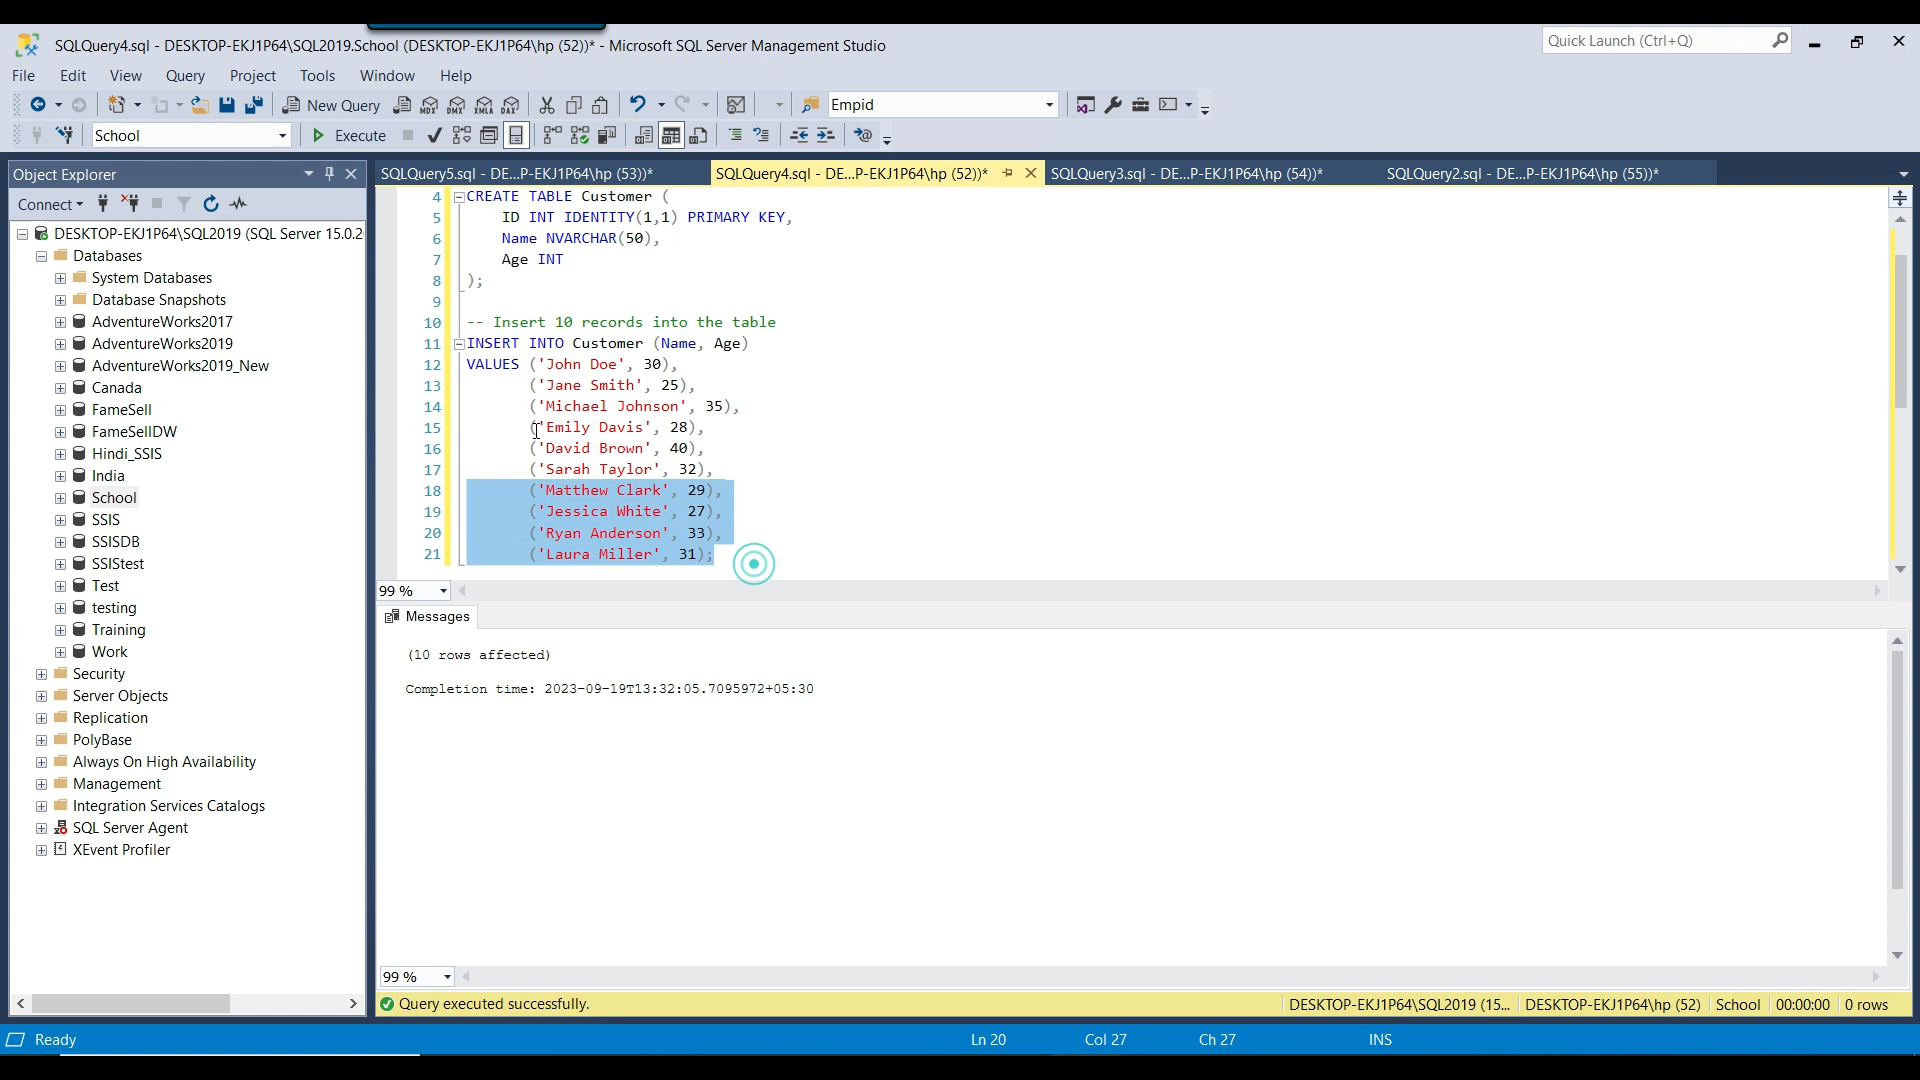 SQLQuery4.sql - DESKTOP-EKJ1P64\SQL2019.School (DESKTOP-EKJ1P64\hp (52))* - Microsoft SQL Server Management Studio
Quick Launch (Ctrl+Q)
File Edit View Query Project Tools Window Help
New Query MDX DMX XMLA DAX Empid
School Execute
Object Explorer
SQLQuery5.sql - DE...P-EKJ1P64\hp (53))* SQLQuery4.sql - DE...P-EKJ1P64\hp (52))* SQLQuery3.sql - DE...P-EKJ1P64\hp (54))* SQLQuery2.sql - DE...P-EKJ1P64\hp (55))*
Connect
DESKTOP-EKJ1P64\SQL2019 (SQL Server 15.0.2
Databases
System Databases
Database Snapshots
AdventureWorks2017
AdventureWorks2019
AdventureWorks2019_New
Canada
FameSell
FameSellDW
Hindi_SSIS
India
School
SSIS
SSISDB
SSIStest
Test
testing
Training
Work
Security
Server Objects
Replication
PolyBase
Always On High Availability
Management
Integration Services Catalogs
SQL Server Agent
XEvent Profiler
4 CREATE TABLE Customer (
5 ID INT IDENTITY(1,1) PRIMARY KEY,
6 Name NVARCHAR(50),
7 Age INT
8 );
9
10 -- Insert 10 records into the table
11 INSERT INTO Customer (Name, Age)
12 VALUES ('John Doe', 30),
13 ('Jane Smith', 25),
14 ('Michael Johnson', 35),
15 ('Emily Davis', 28),
16 ('David Brown', 40),
17 ('Sarah Taylor', 32),
18 ('Matthew Clark', 29),
19 ('Jessica White', 27),
20 ('Ryan Anderson', 33),
21 ('Laura Miller', 31);
99 %
Messages
(10 rows affected)
Completion time: 2023-09-19T13:32:05.7095972+05:30
99 %
Query executed successfully. DESKTOP-EKJ1P64\SQL2019 (15... DESKTOP-EKJ1P64\hp (52) School 00:00:00 0 rows
Ready Ln 20 Col 27 Ch 27 INS